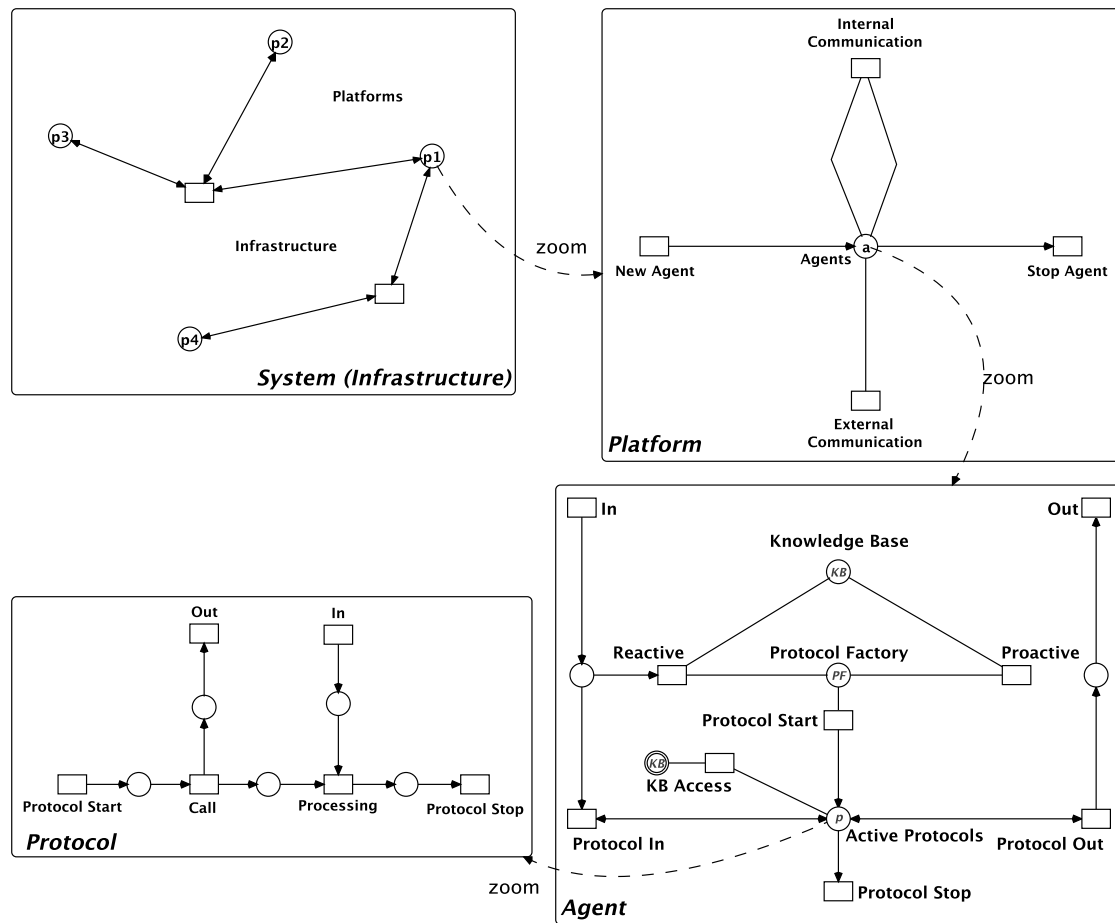 p2
Platforms
p3
p1
Infrastructure
p4
System (Infrastructure)
zoom
Internal
Communication
New Agent
Agents
a
Stop Agent
External
Communication
Platform
zoom
In
Out
Knowledge Base
KB
Reactive
Protocol Factory
Proactive
PF
Protocol Start
KB
KB Access
p
Protocol In
Active Protocols
Protocol Out
Protocol Stop
Agent
zoom
Out
In
Protocol Start
Call
Processing
Protocol Stop
Protocol